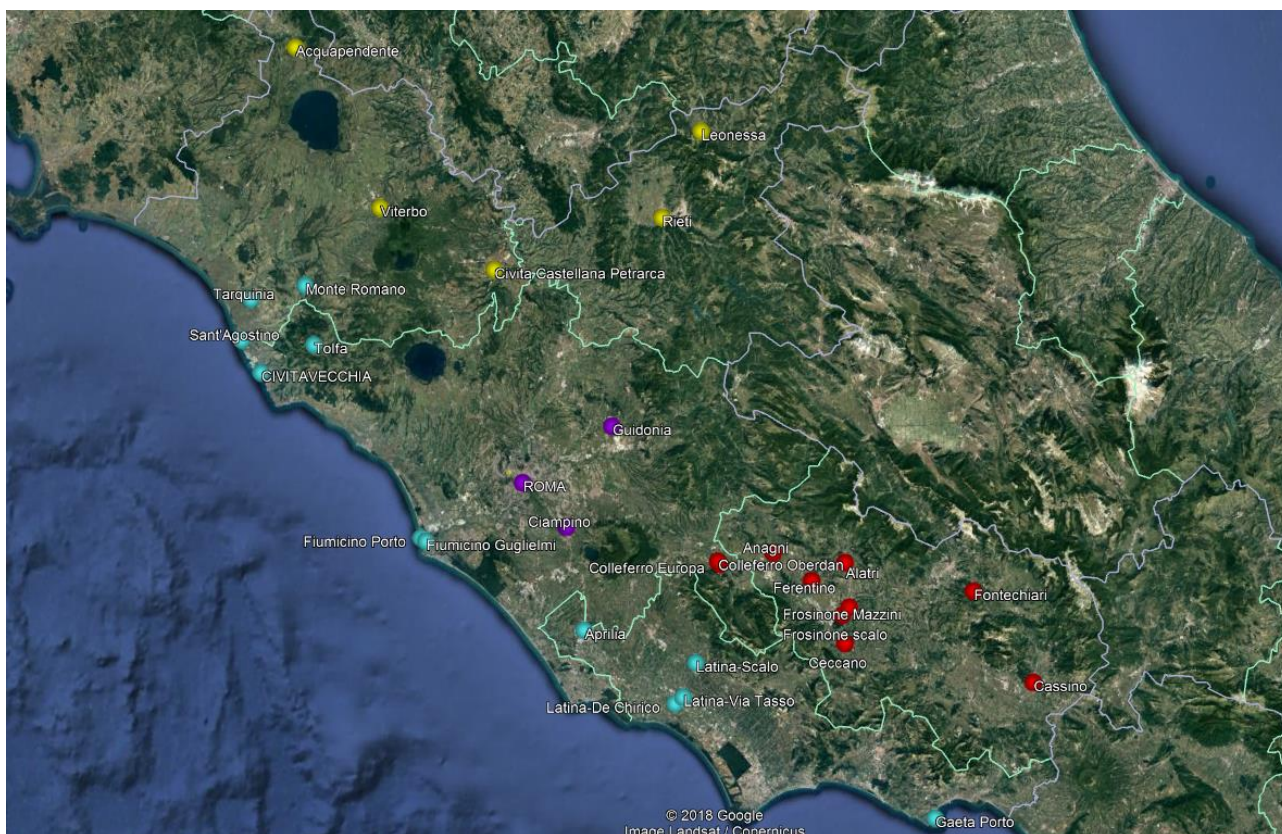 Acquapendente
Leonessa
Viterbo
Rieti
Civita Castellana Petrarca
Monte Romano
Tarquinia
Sant'Agostino
Tolfa
CIVITAVECCHIA
Guidonia
ROMA
Ciampino
Fiumicino Porto
Fiumicino Guglielmi
Anagni
Colleferro Europa
Colleferro Oberdan
Alatri
Ferentino
Fontechiari
Frosinone Mazzini
Aprilia
Frosinone scalo
Ceccano
Latina-Scalo
Cassino
Latina-Via Tasso
Latina-De Chirico
© 2018 Google
Image Landsat / Copernicus
Gaeta Porto